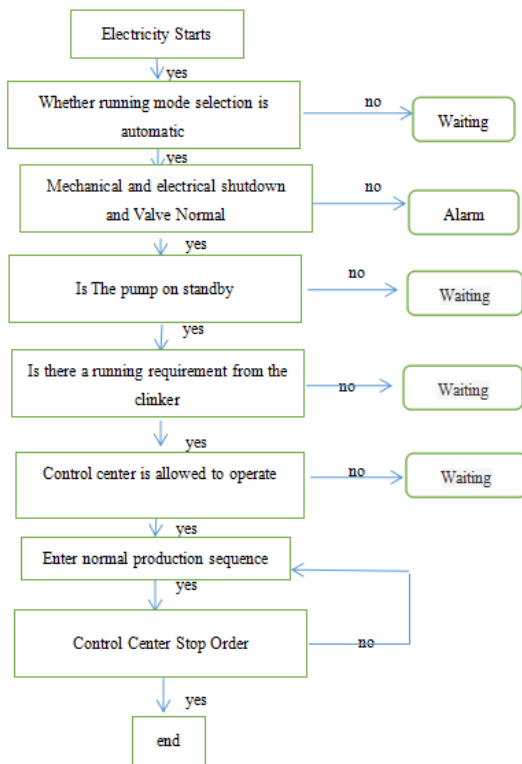 Electricity Starts
yes
Whether running mode selection is
automatic
no
Waiting
yes
Mechanical and electrical shutdown
and Valve Normal
no
Alarm
yes
Is The pump on standby
no
Waiting
yes
Is there a running requirement from the
clinker
no
Waiting
yes
Control center is allowed to operate
no
Waiting
yes
Enter normal production sequence
yes
Control Center Stop Order
no
yes
end